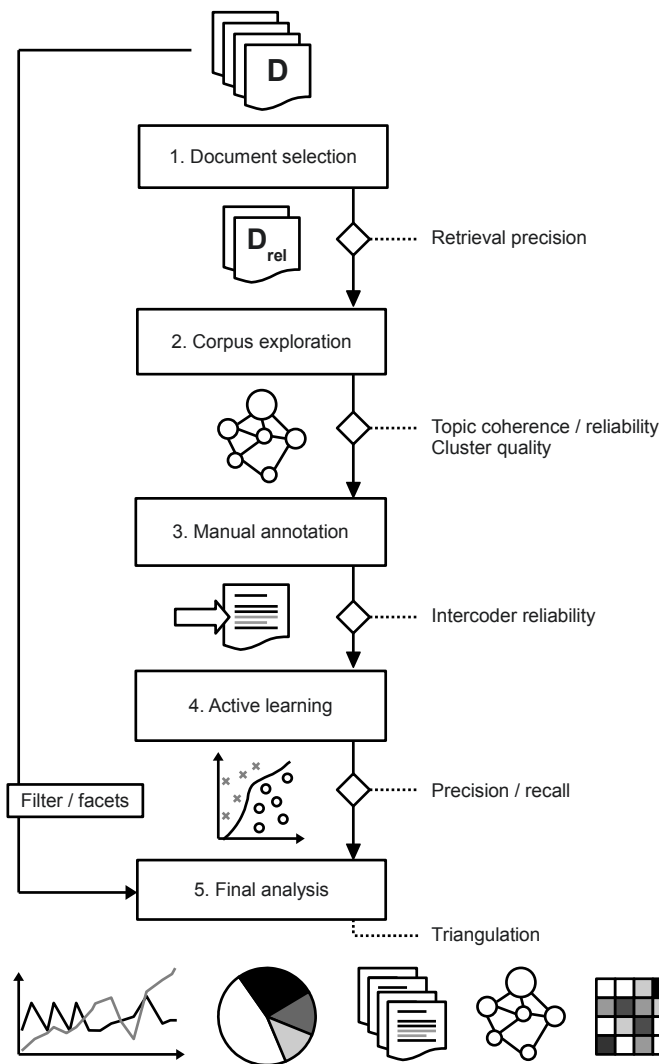 D
1. Document selection
D rel
Retrieval precision
2. Corpus exploration
Topic coherence / reliability
Cluster quality
3. Manual annotation
Intercoder reliability
4. Active learning
Filter / facets
Precision / recall
5. Final analysis
Triangulation